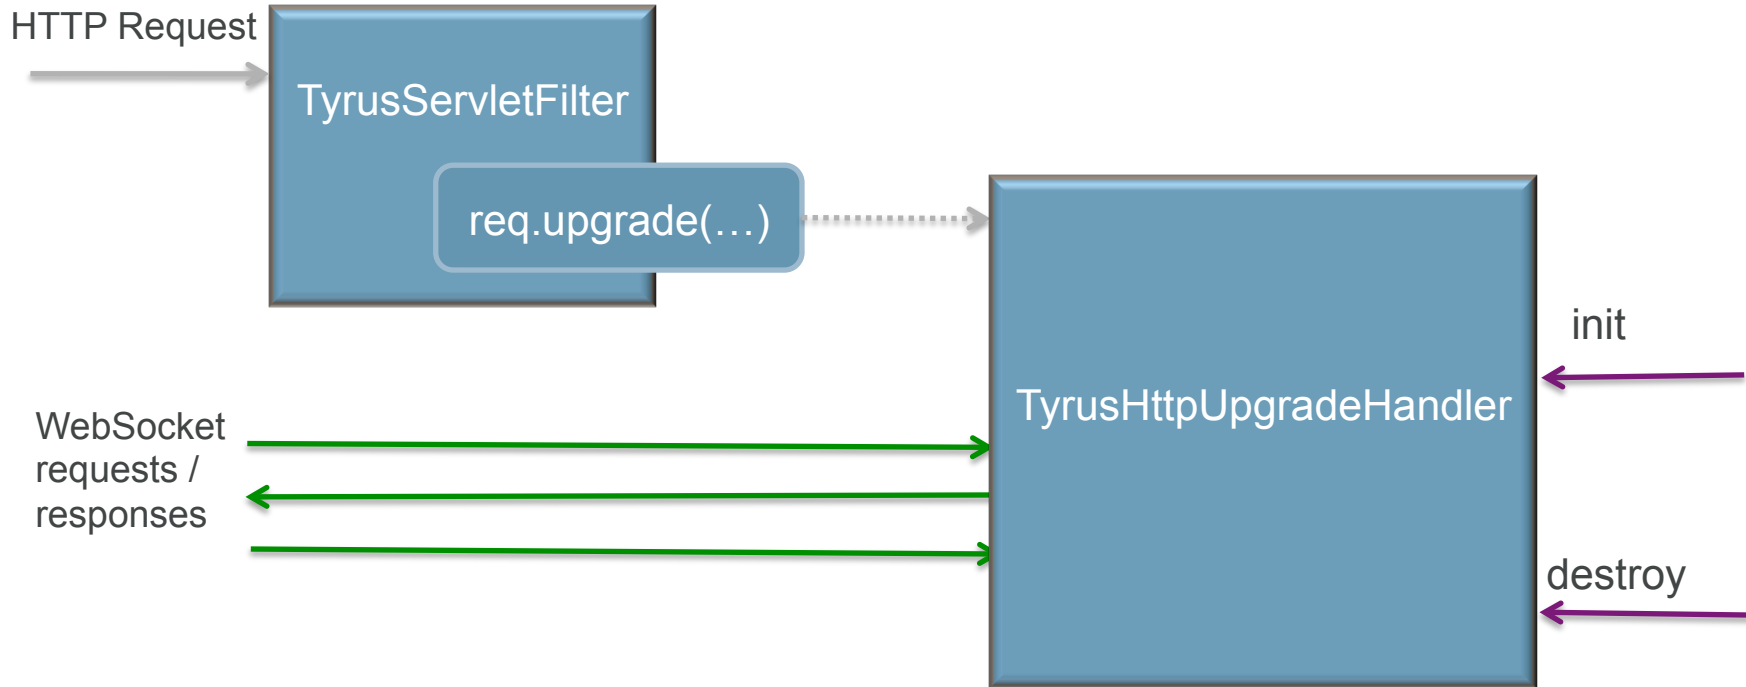 HTTP Request
TyrusServletFilter
req.upgrade(…)
init
TyrusHttpUpgradeHandler
WebSocket
requests /
responses
destroy